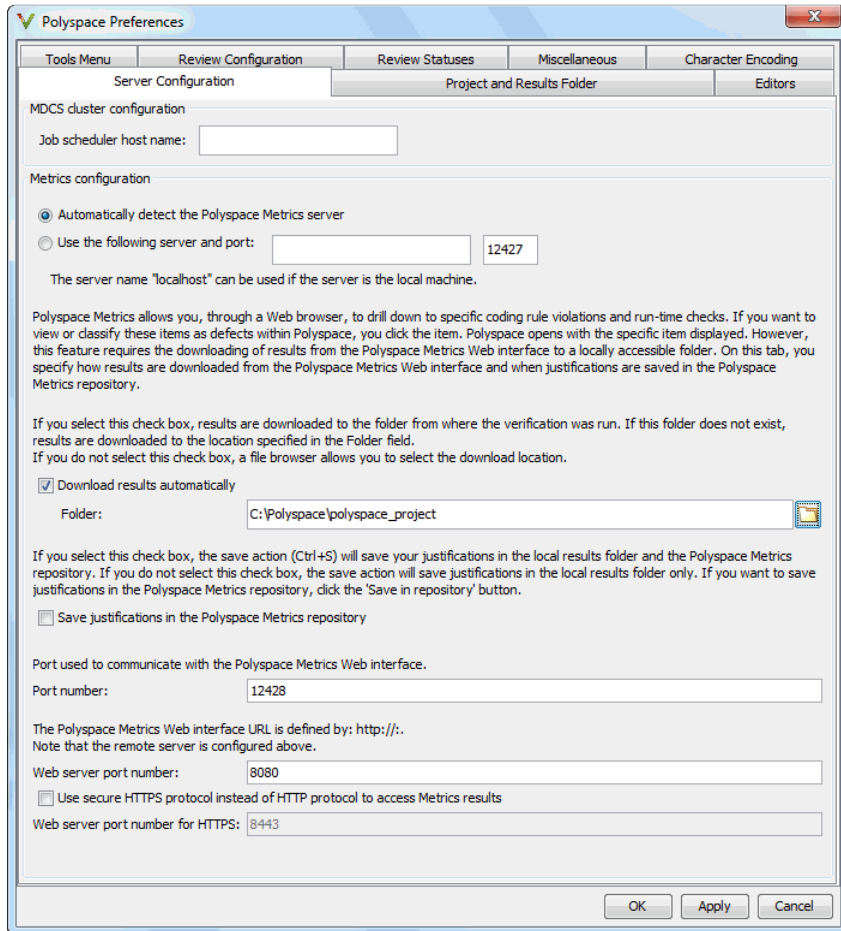 Polyspace Preferences
Tools Menu
Review Configuration
Review Statuses
Miscellaneous
Character Encoding
Server Configuration
Project and Results Folder
Editors
MDCS cluster configuration
Job scheduler host name:
Metrics configuration
Automatically detect the Polyspace Metrics server
Use the following server and port:
12427
The server name "localhost" can be used if the server is the local machine.
Polyspace Metrics allows you, through a Web browser, to drill down to specific coding rule violations and run-time checks. If you want to
view or classify these items as defects within Polyspace, you click the item. Polyspace opens with the specific item displayed. However,
this feature requires the downloading of results from the Polyspace Metrics Web interface to a locally accessible folder. On this tab, you
specify how results are downloaded from the Polyspace Metrics Web interface and when justifications are saved in the Polyspace
Metrics repository.
If you select this check box, results are downloaded to the folder from where the verification was run. If this folder does not exist,
results are downloaded to the location specified in the Folder field.
If you do not select this check box, a file browser allows you to select the download location.
Download results automatically
Folder:
C:\Polyspace\polyspace_project
If you select this check box, the save action (Ctrl+S) will save your justifications in the local results folder and the Polyspace Metrics
repository. If you do not select this check box, the save action will save justifications in the local results folder only. If you want to save
justifications in the Polyspace Metrics repository, click the 'Save in repository' button.
Save justifications in the Polyspace Metrics repository
Port used to communicate with the Polyspace Metrics Web interface.
Port number:
12428
The Polyspace Metrics Web interface URL is defined by: http://:.
Note that the remote server is configured above.
Web server port number:
8080
Use secure HTTPS protocol instead of HTTP protocol to access Metrics results
Web server port number for HTTPS:
8443
OK
Apply
Cancel